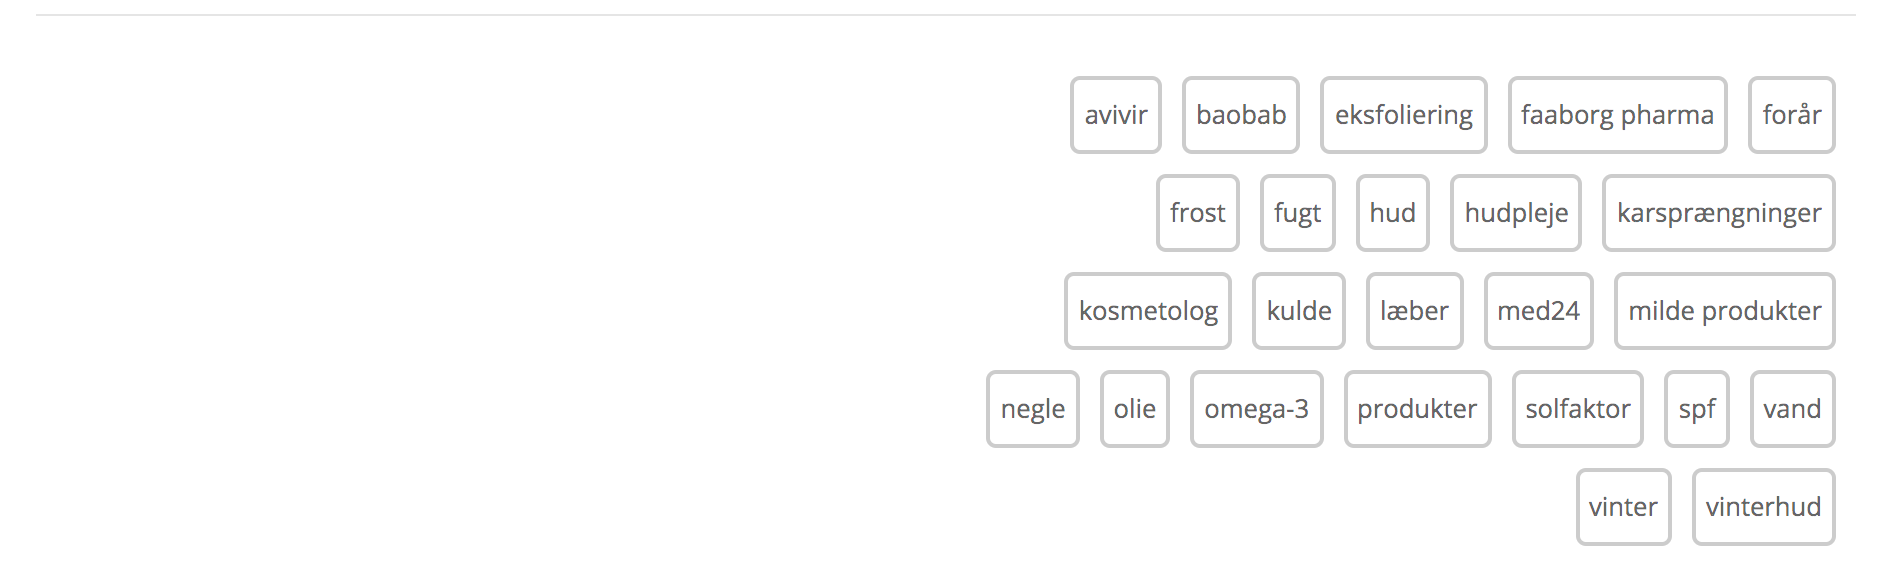 avivir baobab eksfoliering faaborg pharma forår
frost fugt hud hudpleje karsprængninger
kosmetolog kulde læber med24 milde produkter
negle olie omega-3 produkter solfaktor spf vand
vinter vinterhud